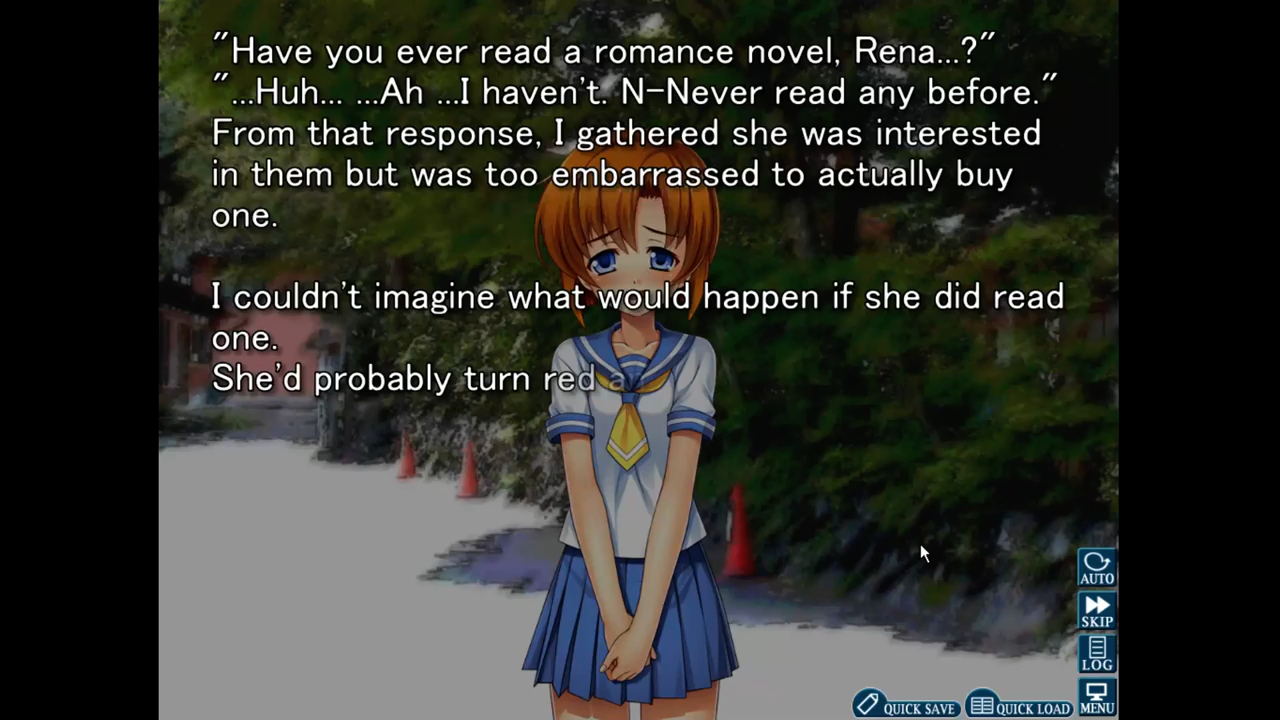 "Have you ever read a romance novel, Rena...?"
"...Huh... ...Ah ...I haven't. N-Never read any before."
From that response, I gathered she was interested
in them but was too embarrassed to actually buy
one.
I couldn't imagine what would happen if she did read
one.
She'd probably turn red a
AUTO
SKIP
LOG
MENU
QUICK SAVE
QUICK LOAD